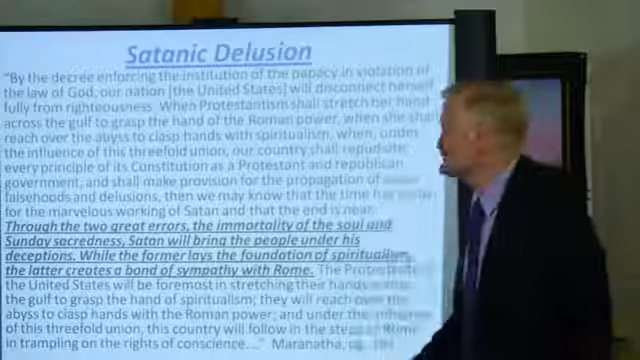 Satanic Delusion
"By the decree enforcing the institution of the papacy in violation of
the law of God, our nation [the United States] will disconnect herself
fully from righteousness. When Protestantism shall stretch her hand
across the gulf to grasp the hand of the Roman power, when she shall
reach over the abyss to clasp hands with spiritualism, when, under
the influence of this threefold union, our country shall repudiate
every principle of its Constitution as a Protestant and republican
government, and shall make provision for the propagation of
falsehoods and delusions, then we may know that the time has
for the marvelous working of Satan and that the end is near.
Through the two great errors, the immortality of the soul and
Sunday sacredness, Satan will bring the people under his
deceptions. While the former lays the foundation of spiritualism,
the latter creates a bond of sympathy with Rome. The Protestants
the United States will be foremost in stretching their hands
the gulf to grasp the hand of spiritualism; they will reach over the
abyss to clasp hands with the Roman power; and under the
of this threefold union, this country will follow in the steps Rome
in trampling on the rights of conscience..." Maranatha,